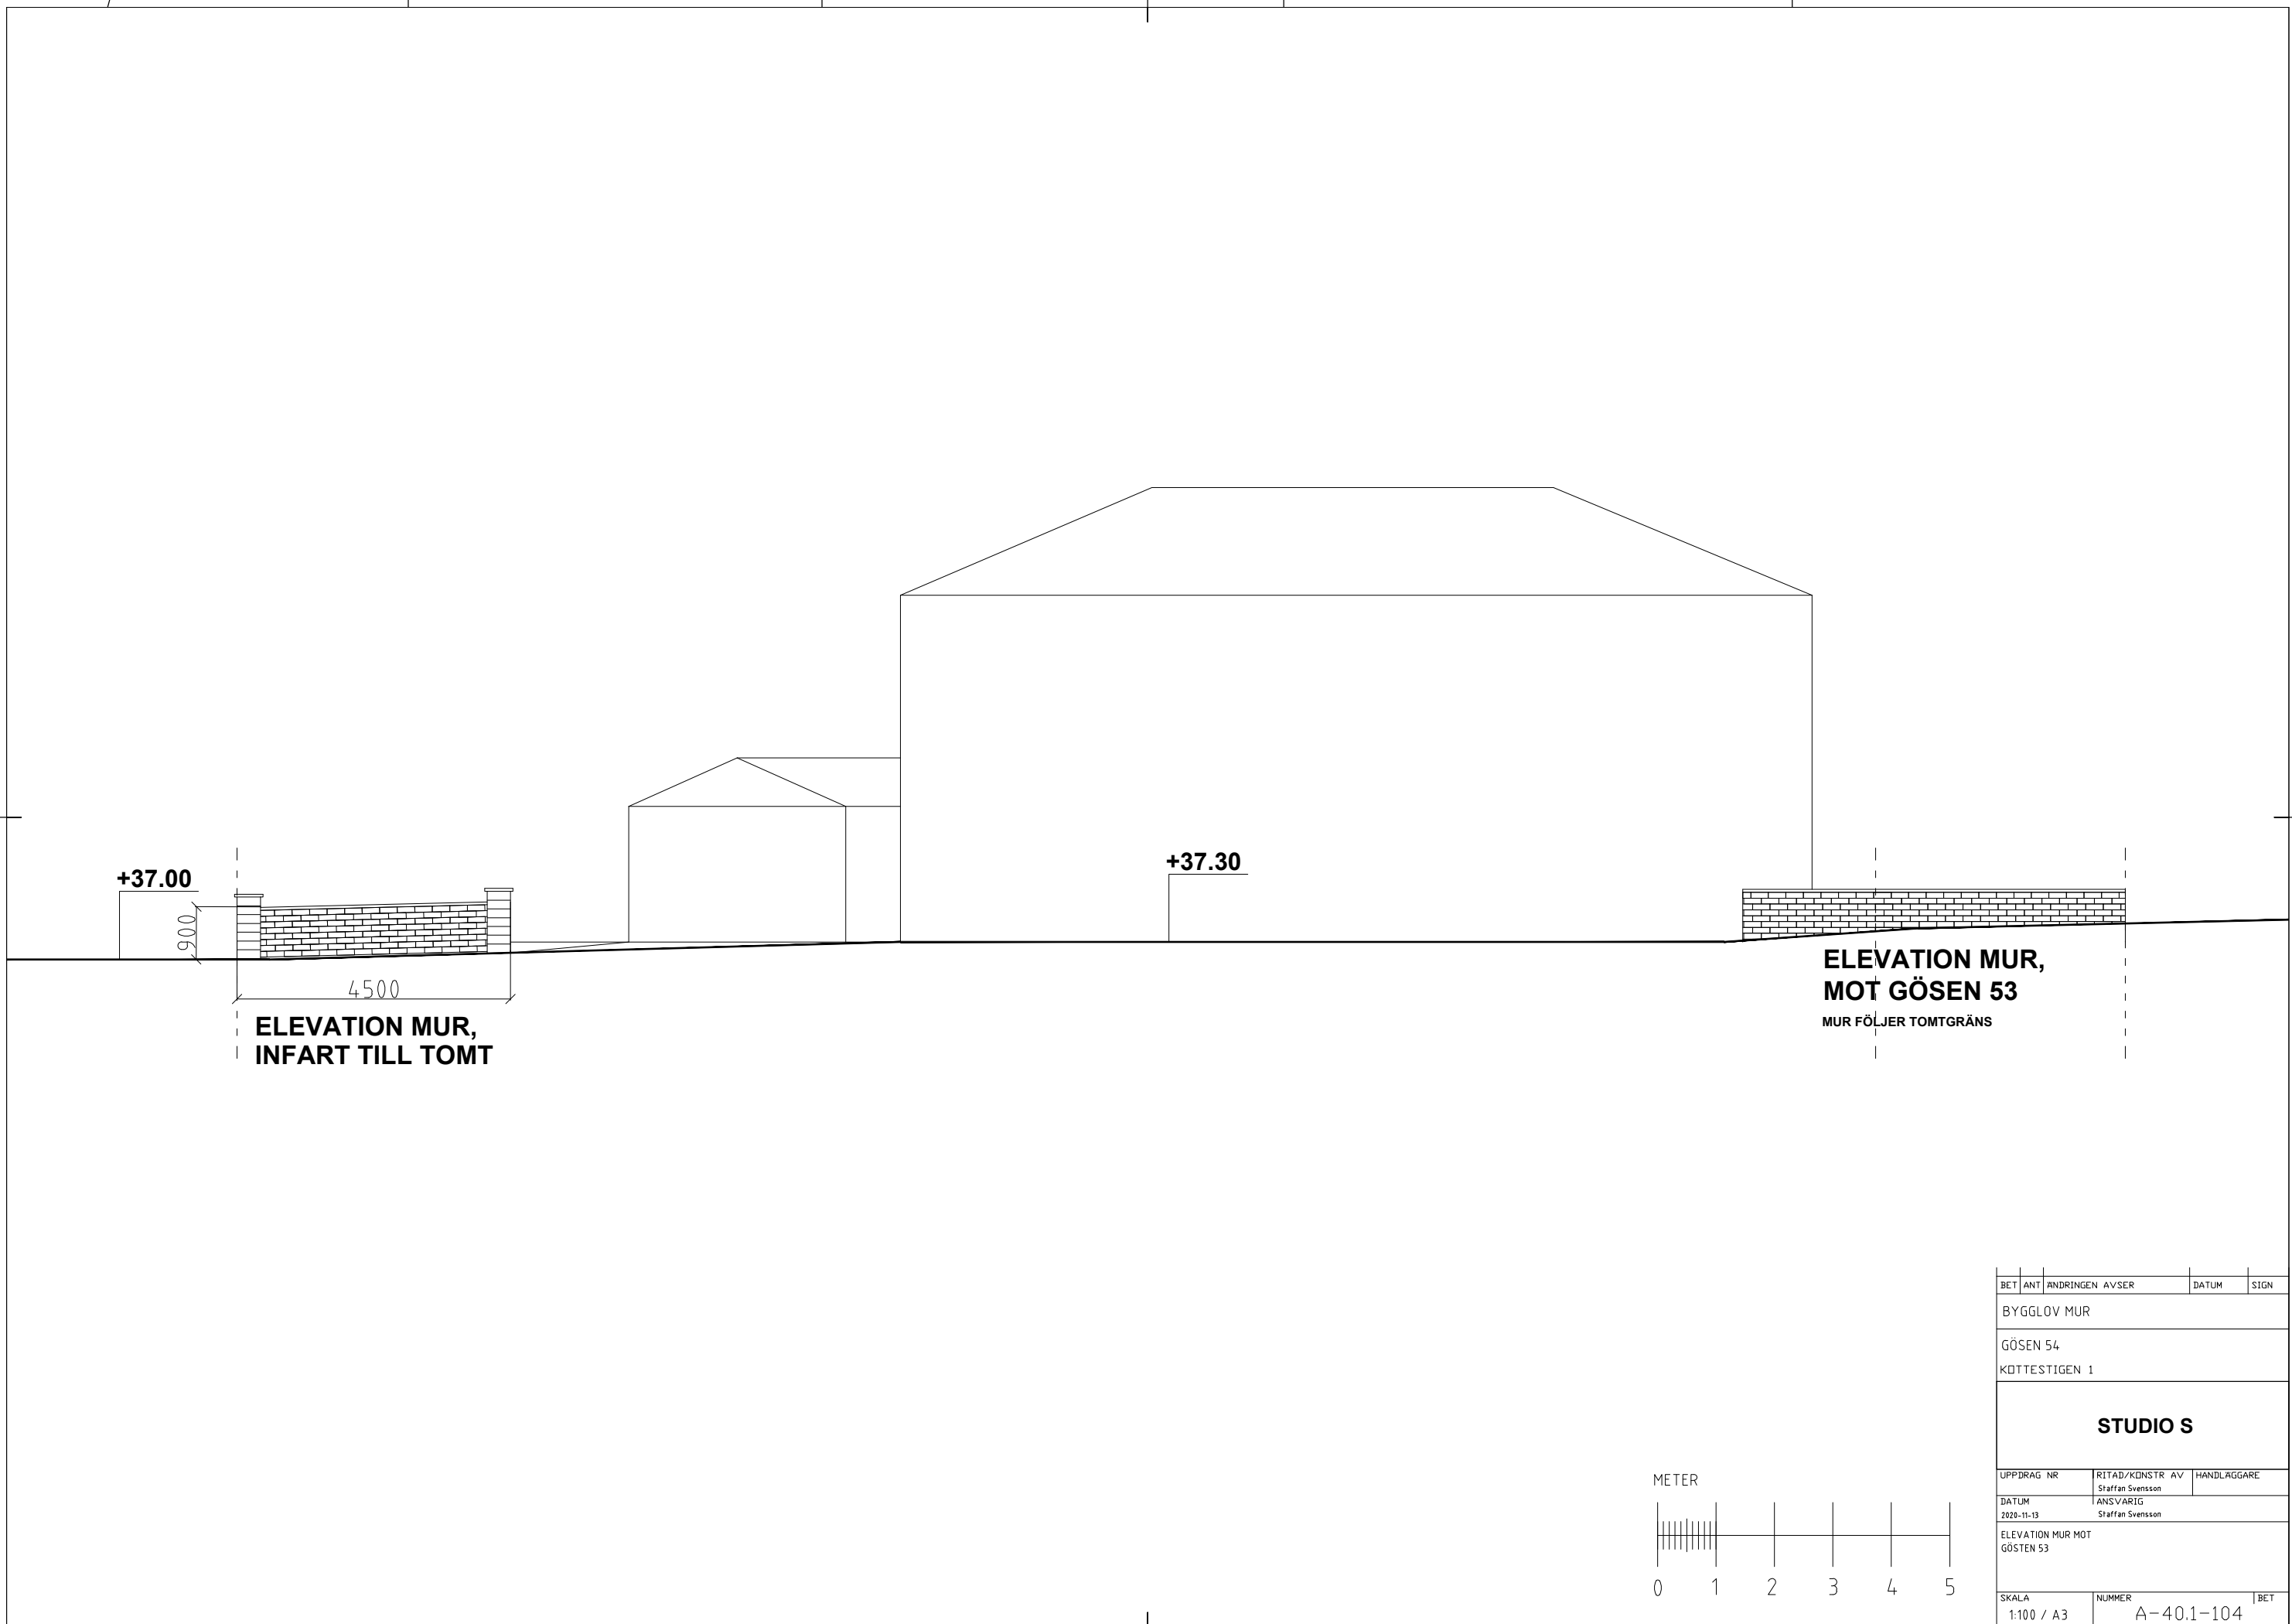 +37.00
900
4500
ELEVATION MUR,
INFART TILL TOMT
+37.30
ELEVATION MUR,
MOT GÖSEN 53
MUR FÖLJER TOMTGRÄNS
METER
0 1 2 3 4 5
BET ANT ÄNDRINGEN AVSER DATUM SIGN
BYGGLOV MUR
GÖSEN 54
KOTTESTIGEN 1
STUDIO S
UPPDRAG NR RITAD/KONSTR AV HANDLÄGGARE
Staffan Svensson
DATUM ANSVARIG
2020-11-13 Staffan Svensson
ELEVATION MUR MOT
GÖSTEN 53
SKALA NUMMER BET
1:100 / A3 A-40.1-104